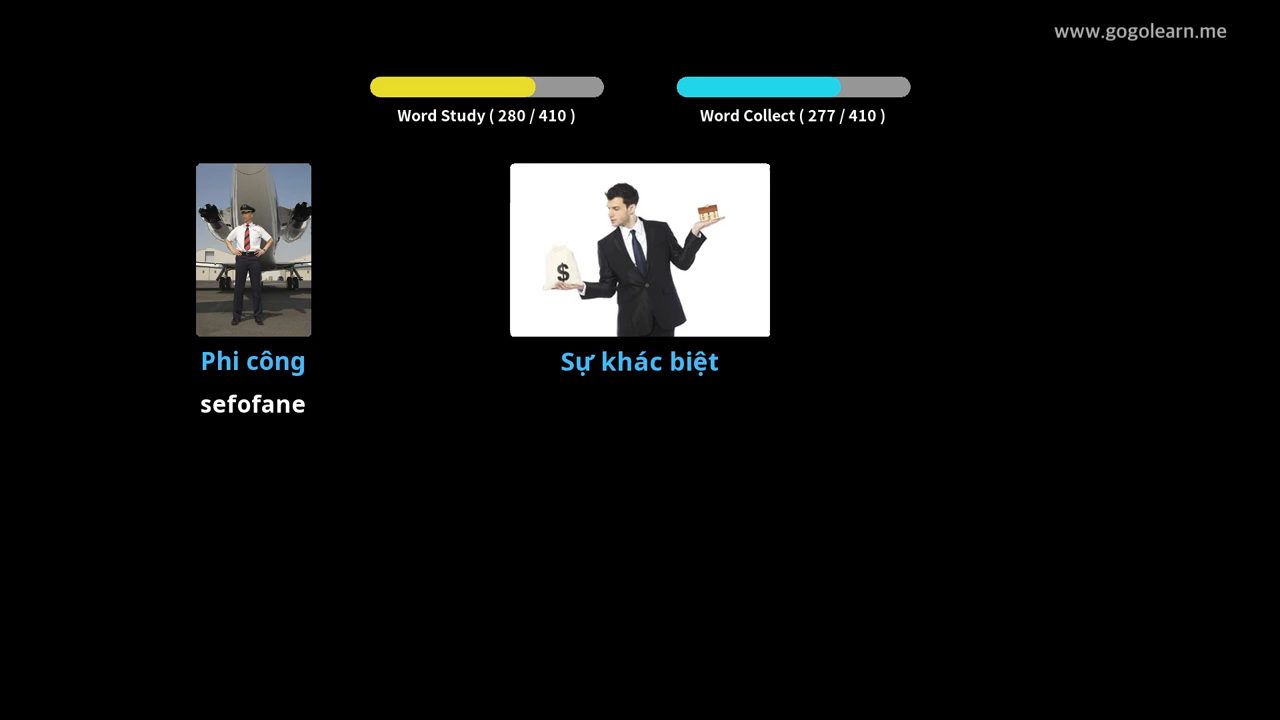 www.gogolearn.me
Word Study ( 280 / 410 )
Word Collect ( 277 / 410 )
$
Phi công
Sự khác biệt
sefofane